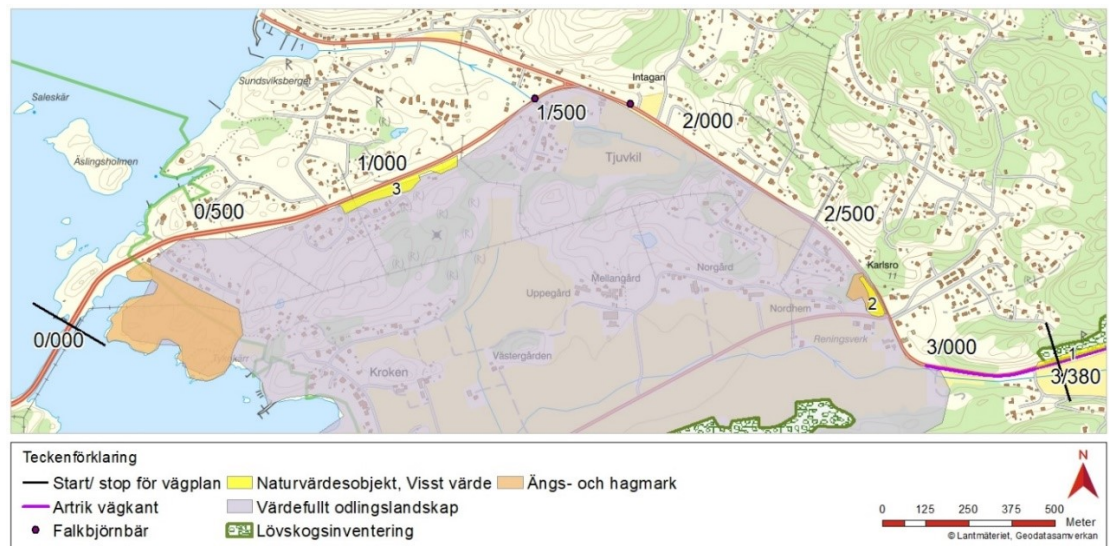 Saleskär
Äslingsholmen
Sundsviksberget
R
R
(R)
Intagan
1/500
2/000
1/000
3
Tjuvkil
0/500
2/500
Karlsro
11
(R)
(R)
Mellangård
Norgård
Uppegård
Nordhem
2
0/000
Reningsverk
Västergården
3/000
Kroken
1
3/380
Teckenförklaring
Start/ stop för vägplan
Naturvärdesobjekt, Visst värde
Ängs- och hagmark
Artrik vägkant
Värdefullt odlingslandskap
Falkbjörnbär
Lövskogsinventering
N
0 125 250 375 500
Meter
© Lantmäteriet, Geodatasamverkan